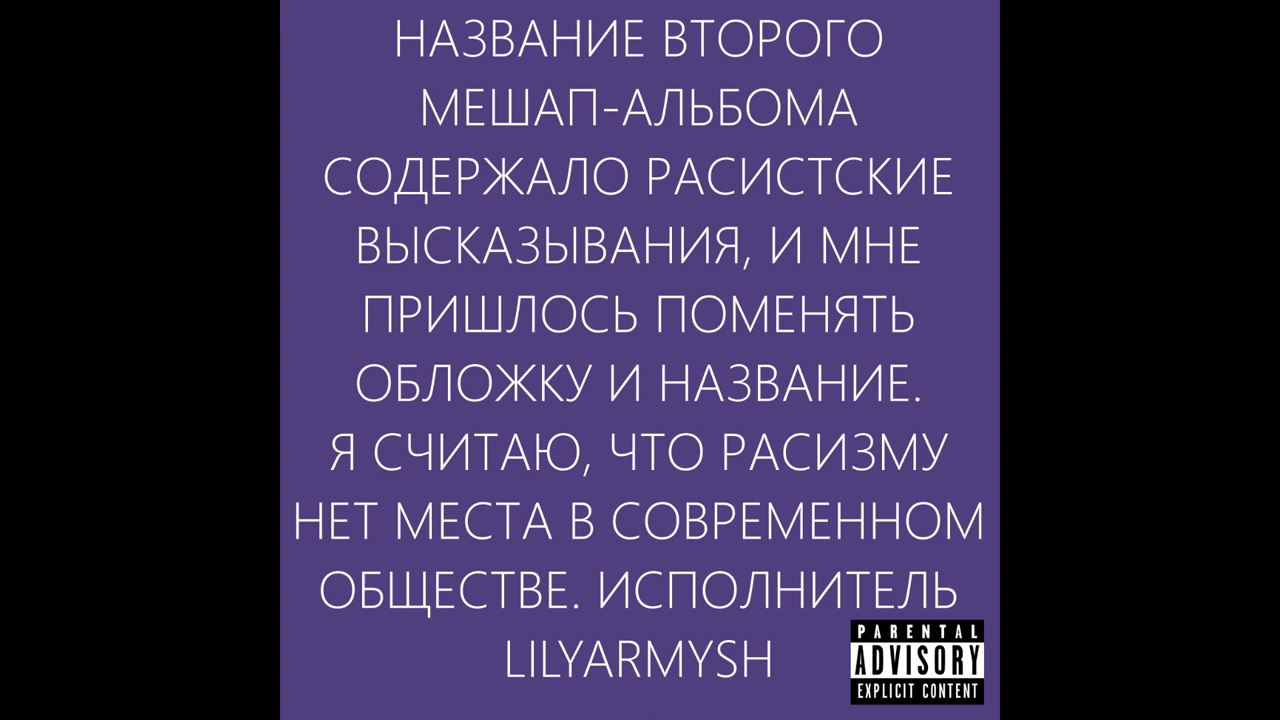 НАЗВАНИЕ ВТОРОГО
МЕШАП-АЛЬБОМА
СОДЕРЖАЛО РАСИСТСКИЕ
ВЫСКАЗЫВАНИЯ, И МНЕ
ПРИШЛОСЬ ПОМЕНЯТЬ
ОБЛОЖКУ И НАЗВАНИЕ.
Я СЧИТАЮ, ЧТО РАСИЗМУ
НЕТ МЕСТА В СОВРЕМЕННОМ
ОБЩЕСТВЕ. ИСПОЛНИТЕЛЬ
LILYARMYSH
PARENTAL
ADVISORY
EXPLICIT CONTENT